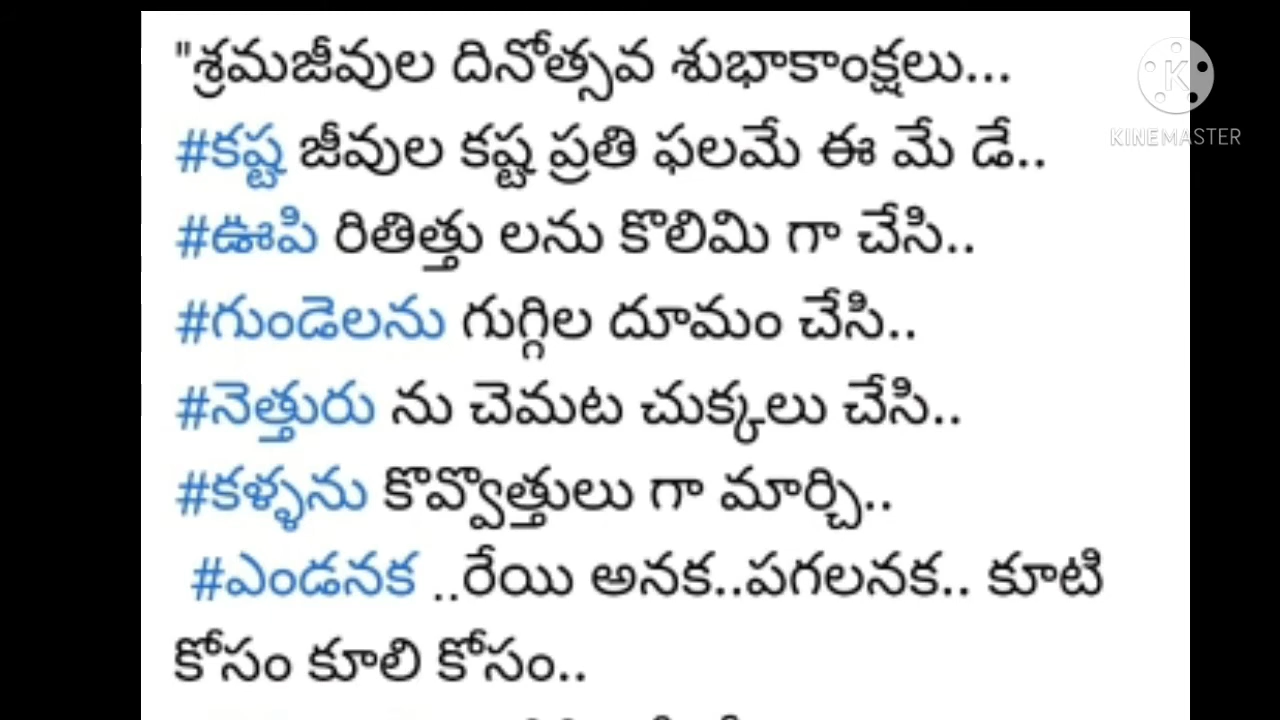 "శ్రమజీవుల దినోత్సవ శుభాకాంక్షలు...
#కష్ట జీవుల కష్ట ప్రతి ఫలమే ఈ మే డే..
#ఊపి రితిత్తు లను కొలిమి గా చేసి..
#గుండెలను గుగ్గిల దూమం చేసి..
#నెత్తురు ను చెమట చుక్కలు చేసి..
#కళ్ళను కొవ్వొత్తులు గా మార్చి..
#ఎండనక ..రేయి అనక..పగలనక.. కూటి
కోసం కూలి కోసం..
K
KINEMASTER